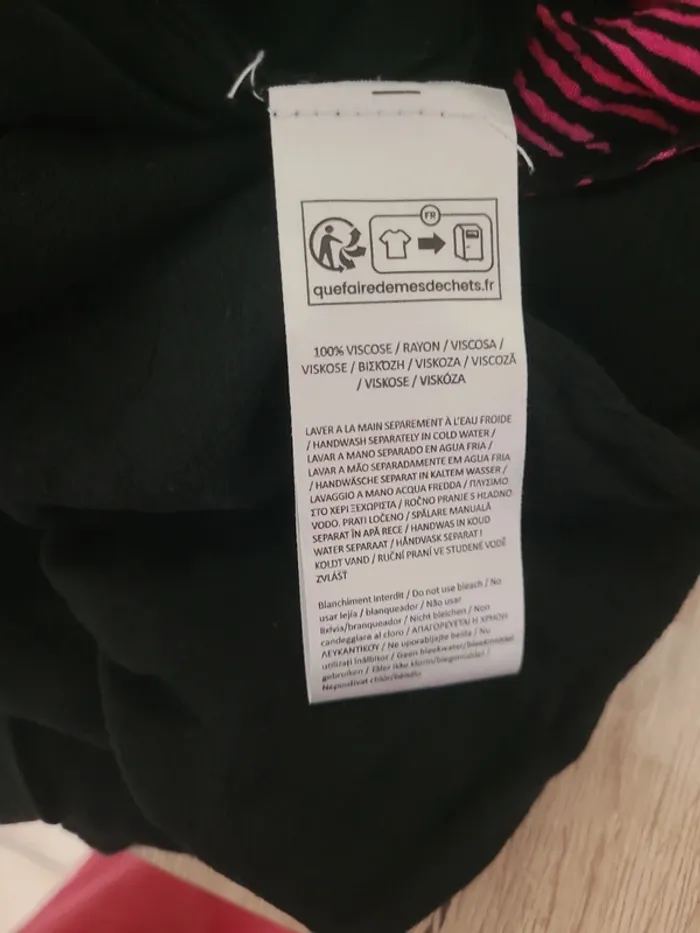 FR
quefairedemesdechets.fr
100% VISCOSE / RAYON / VISCOSA /
VISKOSE / ΒΙΣΚΌΖΗ / VISKOZA / VISCOZĂ
/ VISKOSE / VISKÓZA
LAVER A LA MAIN SEPAREMENT À L'EAU FROIDE
/ HANDWASH SEPARATELY IN COLD WATER /
LAVAR A MANO SEPARADO EN AGUA FRIA /
LAVAR A MÃO SEPARADAMENTE EM AGUA FRIA
/ HANDWÄSCHE SEPARAT IN KALTEM WASSER /
LAVAGGIO A MANO ACQUA FREDDA / ΠΛΥΣΙΜΟ
ΣΤΟ ΧΕΡΙ ΞΕΧΩΡΙΣΤΑ / ROČNO PRANJE S HLADNO
VODO. PRATI LOČENO / SPĂLARE MANUALĂ
SEPARAT ÎN APĂ RECE / HANDWAS IN KOUD
WATER SEPARAAT / HÅNDVASK SEPARAT I
KOLDT VAND / RUČNÍ PRANÍ VE STUDENÉ VODĚ
ZVLÁŠŤ
Blanchiment interdit / Do not use bleach / No
usar lejía / blanqueador / Não usar
lixívia/branqueador / Nicht bleichen / Non
candeggiare al cloro / ΑΠΑΓΟΡΕΥΕΤΑΙ Η ΧΡΗΣΗ
ΛΕΥΚΑΝΤΙΚΟΥ / Ne uporabljajte belila / Nu
utilizați înălbitor / Geen bleekwater/bleekmiddel
gebruiken / Tåler ikke klorin/blegemiddel /
Nepoužívat chlór/bělidlo